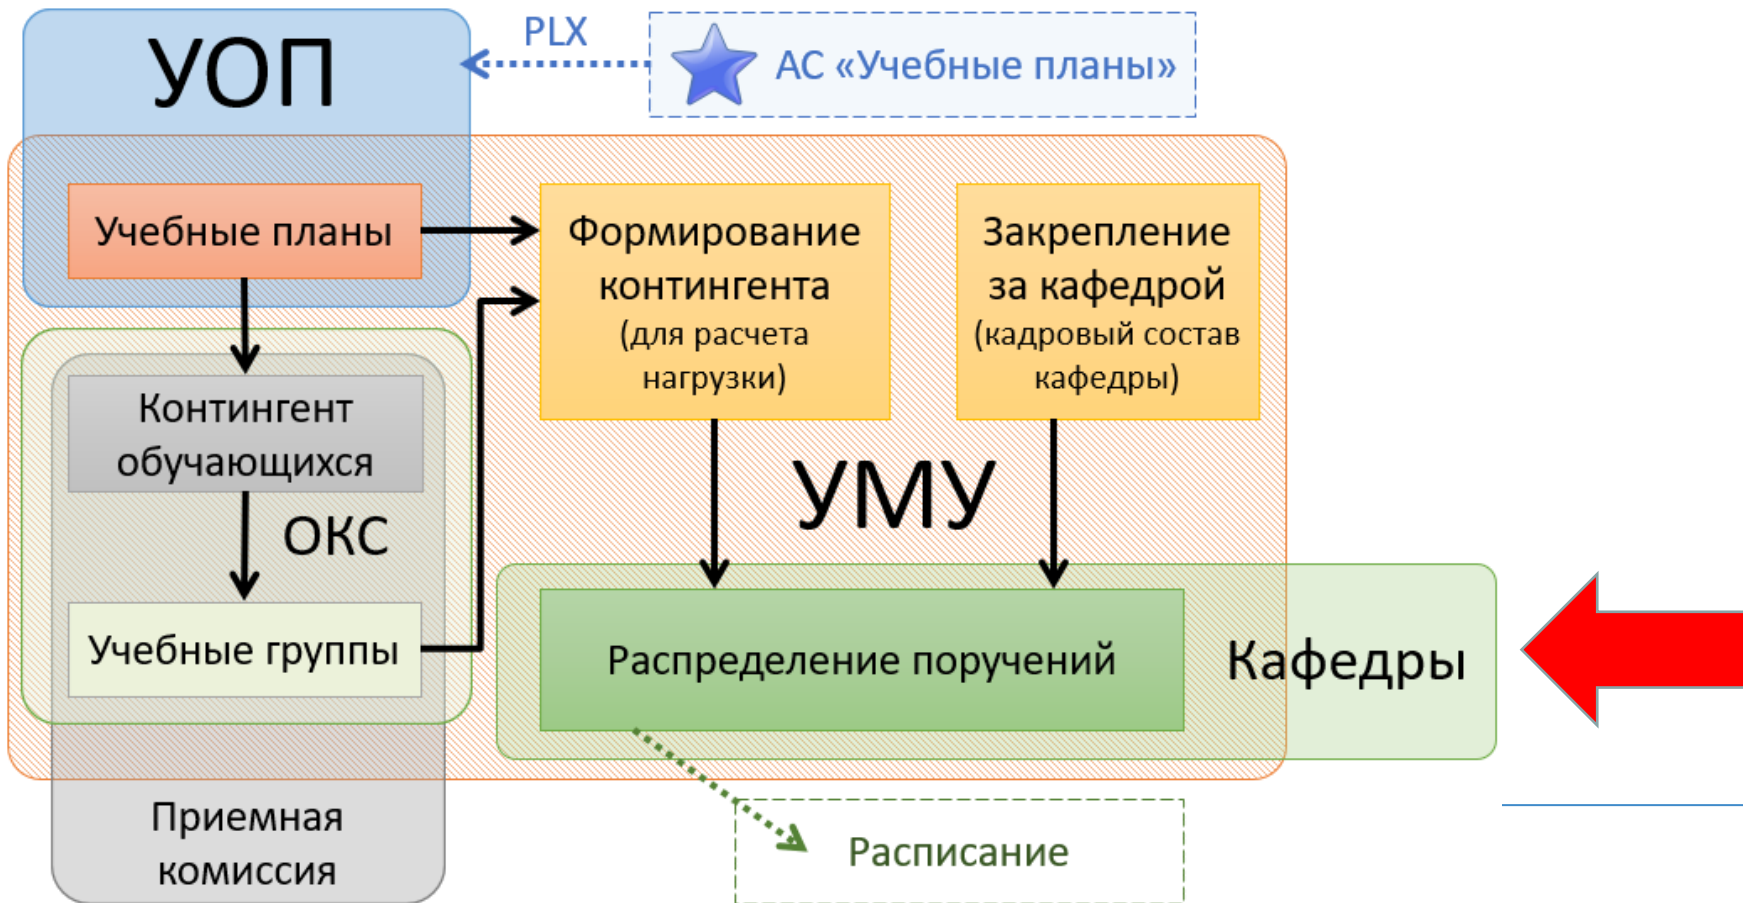 УОП
PLX
АС «Учебные планы»
Учебные планы
Формирование
контингента
(для расчета
нагрузки)
Закрепление
за кафедрой
(кадровый состав
кафедры)
Контингент
обучающихся
ОКС
УМУ
Учебные группы
Распределение поручений
Кафедры
Приемная
комиссия
Расписание